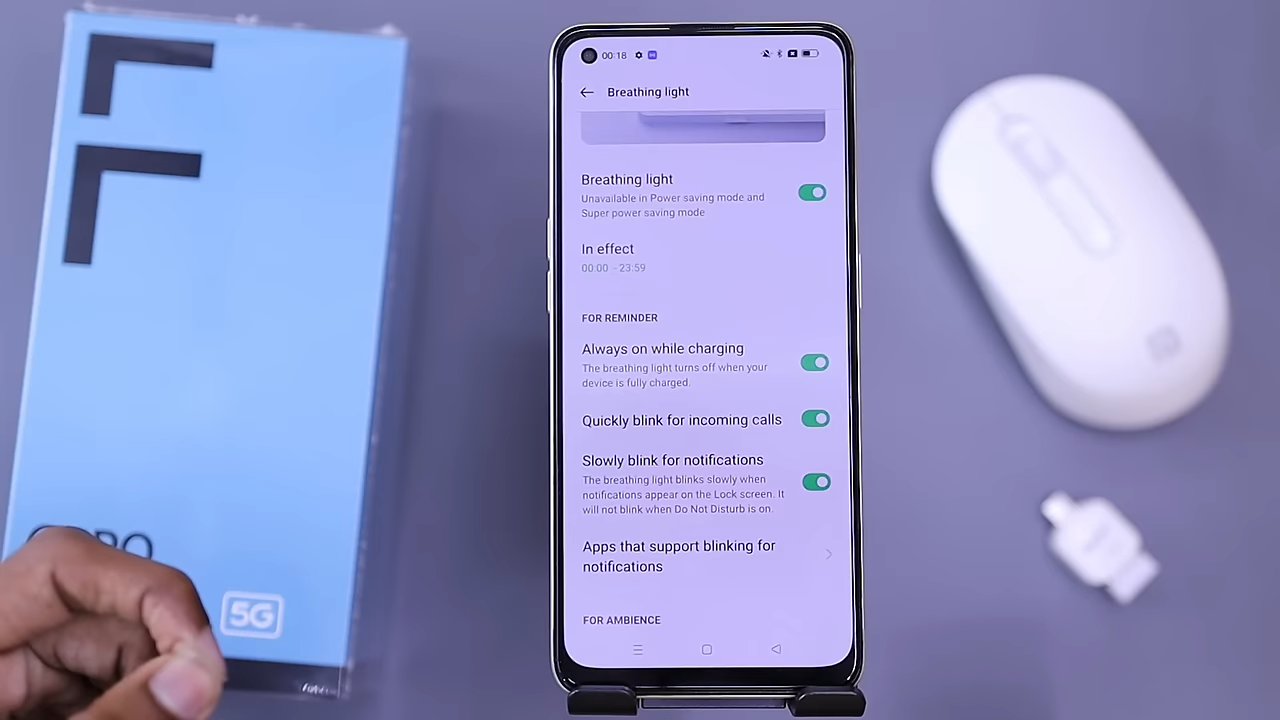 00:18
Breathing light
Breathing light
Unavailable in Power saving mode and
Super power saving mode
In effect
00:00 - 23:59
FOR REMINDER
Always on while charging
The breathing light turns off when your
device is fully charged.
Quickly blink for incoming calls
Slowly blink for notifications
The breathing light blinks slowly when
notifications appear on the Lock screen. It
will not blink when Do Not Disturb is on.
Apps that support blinking for
notifications
FOR AMBIENCE
5G